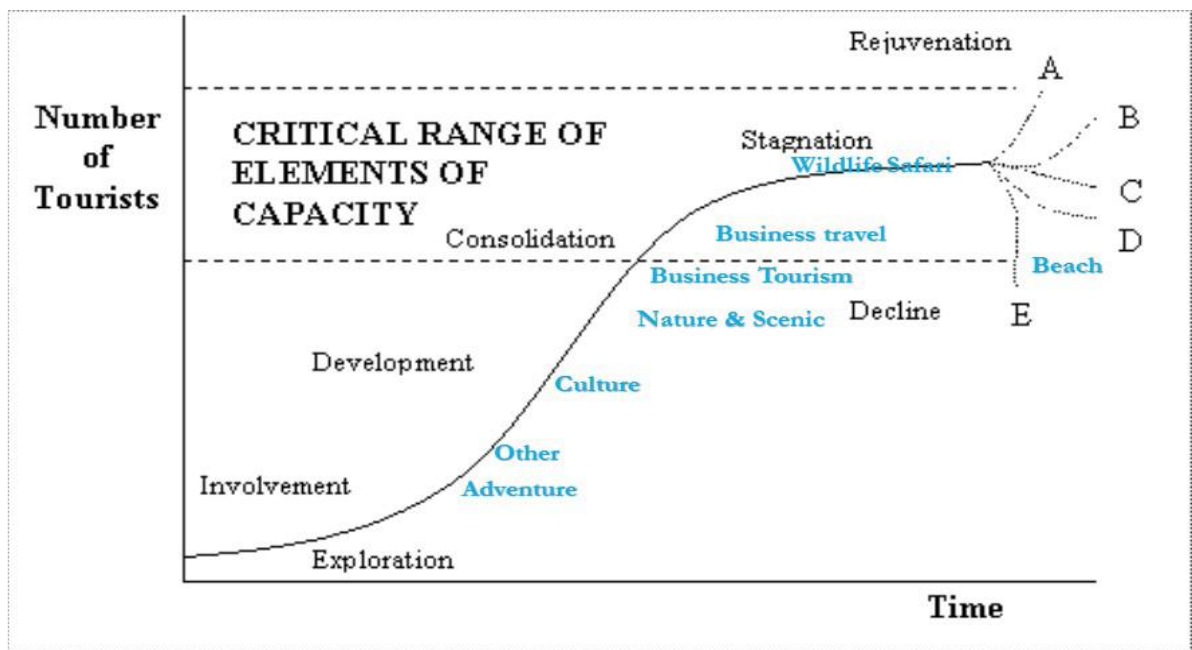 Rejuvenation
A
Number
of
Tourists
CRITICAL RANGE OF
ELEMENTS OF
CAPACITY
B
Stagnation
Wildlife Safari
C
Consolidation
Business travel
D
Beach
Business Tourism
Nature & Scenic
Decline
E
Development
Culture
Other
Involvement
Adventure
Exploration
Time